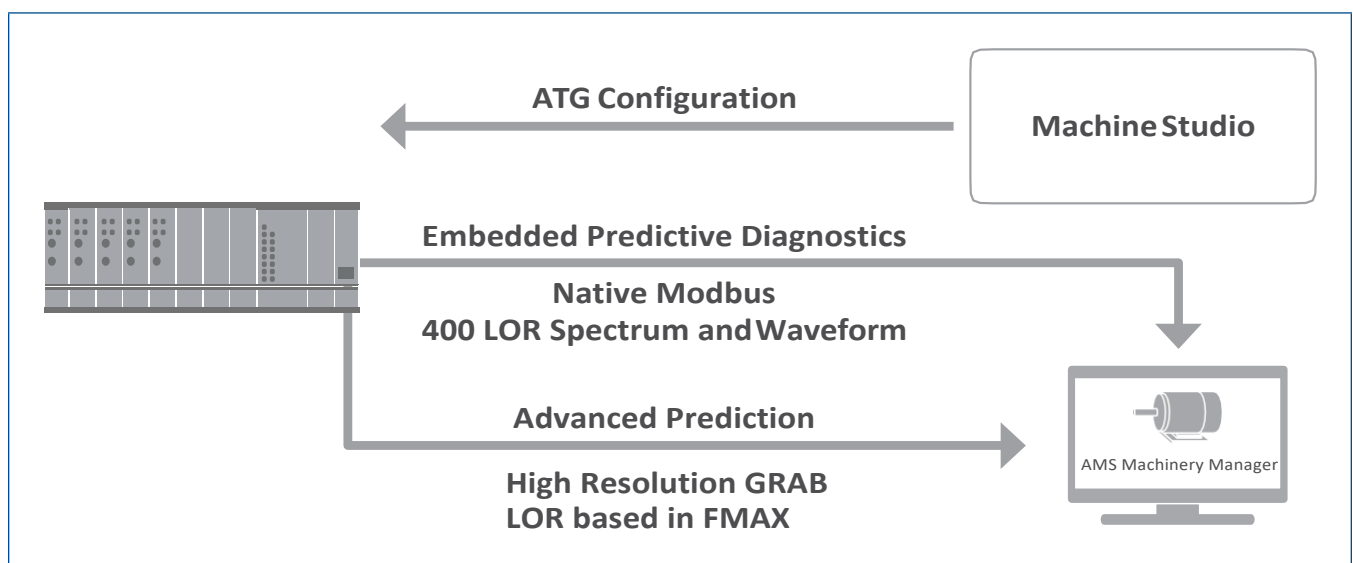 ATG Configuration
Machine Studio
Embedded Predictive Diagnostics
Native Modbus
400 LOR Spectrum and Waveform
Advanced Prediction
High Resolution GRAB
LOR based in FMAX
AMS Machinery Manager